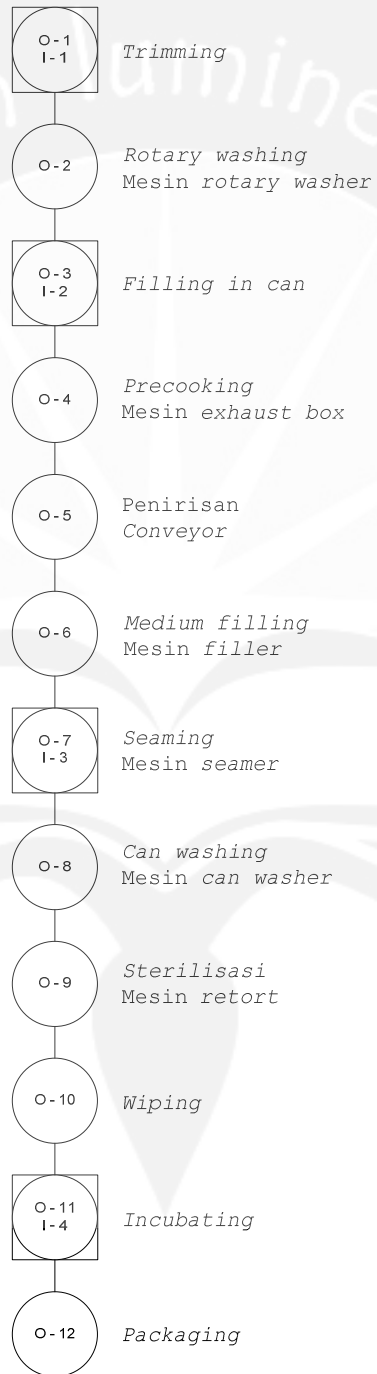 O-1
I-1
Trimming
O-2
Rotary washing
Mesin rotary washer
O-3
I-2
Filling in can
O-4
Precooking
Mesin exhaust box
O-5
Penirisan
Conveyor
O-6
Medium filling
Mesin filler
O-7
I-3
Seaming
Mesin seamer
O-8
Can washing
Mesin can washer
O-9
Sterilisasi
Mesin retort
O-10
Wiping
O-11
I-4
Incubating
O-12
Packaging
lumine